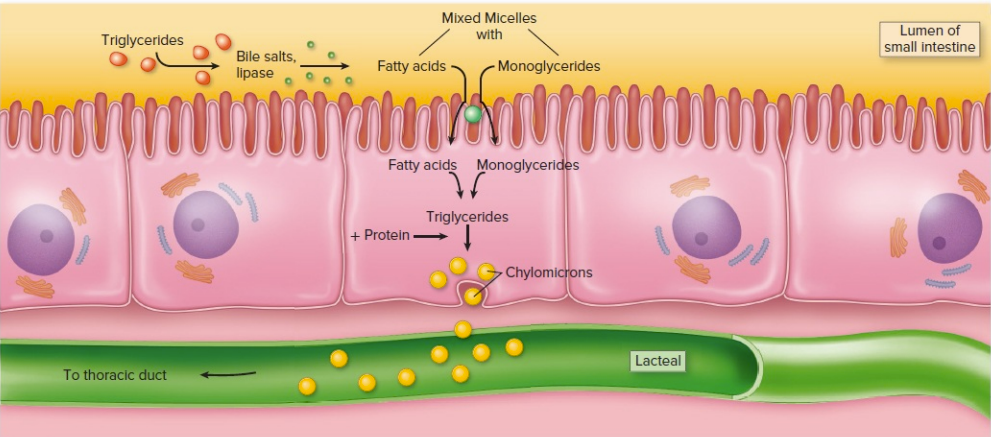 Mixed Micelles
with
Lumen of
small intestine
Triglycerides
Bile salts,
lipase
Fatty acids
Monoglycerides
Fatty acids
Monoglycerides
Triglycerides
+ Protein
Chylomicrons
Lacteal
To thoracic duct